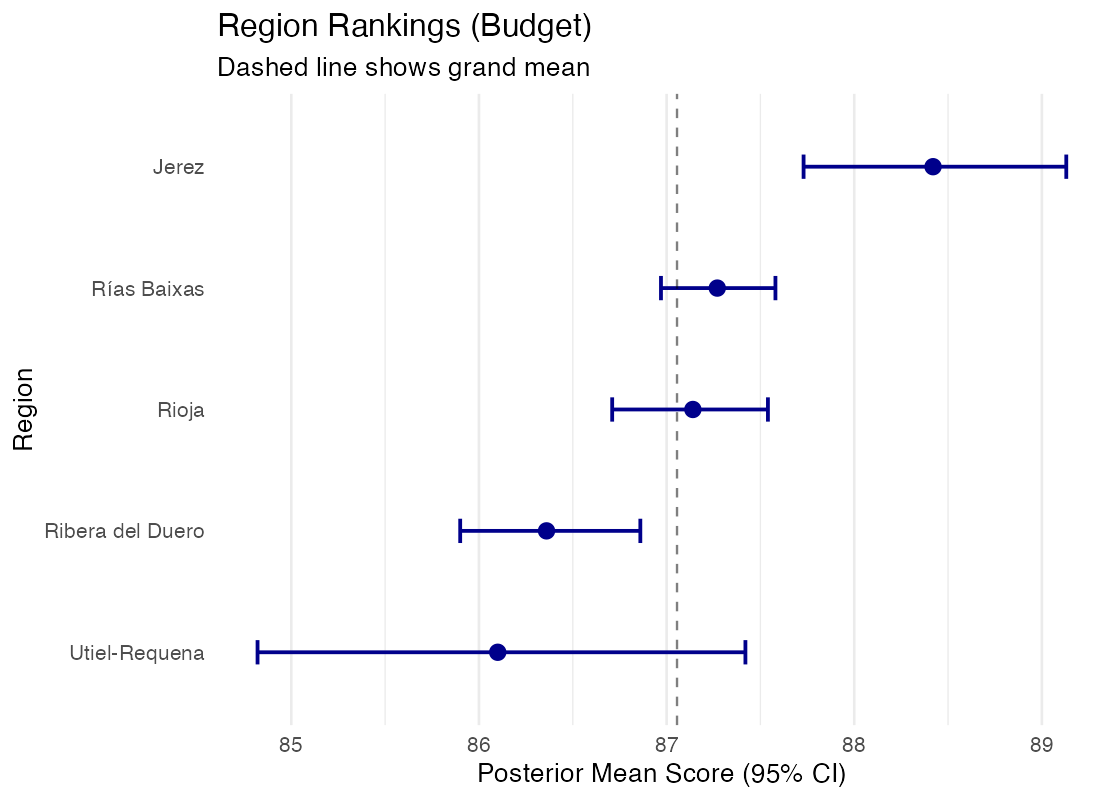 Region Rankings (Budget)
Dashed line shows grand mean
Jerez
Rías Baixas
Rioja
Ribera del Duero
Utiel-Requena
Region
85 86 87 88 89
Posterior Mean Score (95% CI)